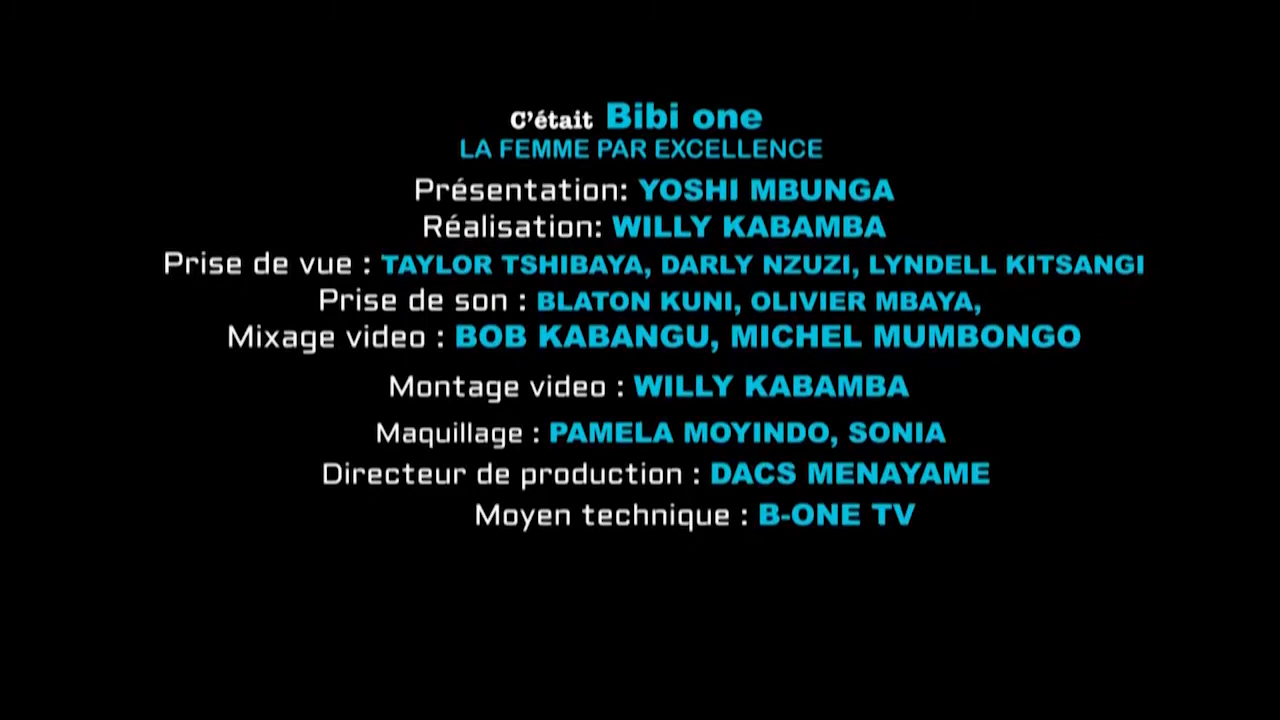 C'était Bibi one
LA FEMME PAR EXCELLENCE
Présentation: YOSHI MBUNGA
Réalisation: WILLY KABAMBA
Prise de vue : TAYLOR TSHIBAYA, DARLY NZUZI, LYNDELL KITSANGI
Prise de son : BLATON KUNI, OLIVIER MBAYA,
Mixage video : BOB KABANGU, MICHEL MUMBONGO
Montage video : WILLY KABAMBA
Maquillage : PAMELA MOYINDO, SONIA
Directeur de production : DACS MENAYAME
Moyen technique : B-ONE TV